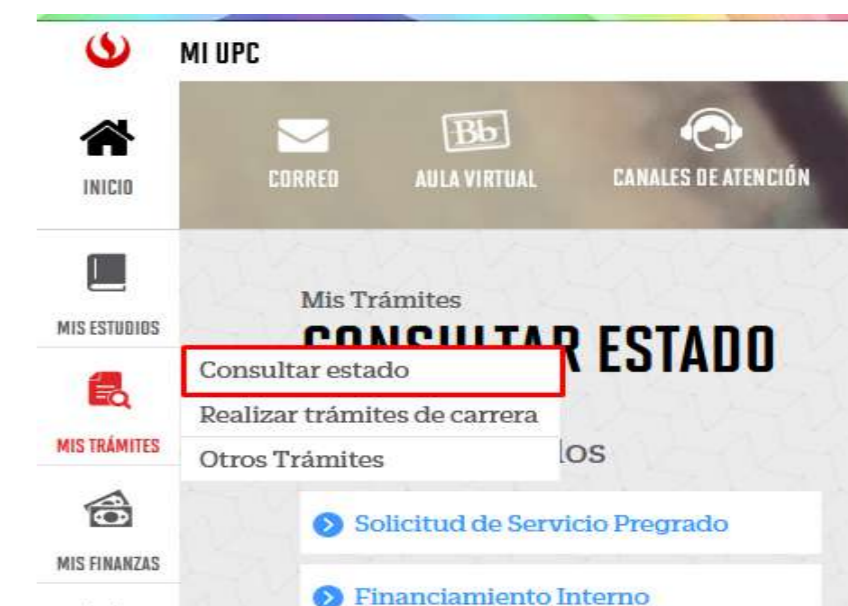 MI UPC
INICIO
CORREO
Bb
AULA VIRTUAL
CANALES DE ATENCIÓN
MIS ESTUDIOS
Mis Trámites
ESTADO
MIS TRÁMITES
Consultar estado
Realizar trámites de carrera
Otros Trámites
MIS FINANZAS
Solicitud de Servicio Pregrado
Financiamiento Interno